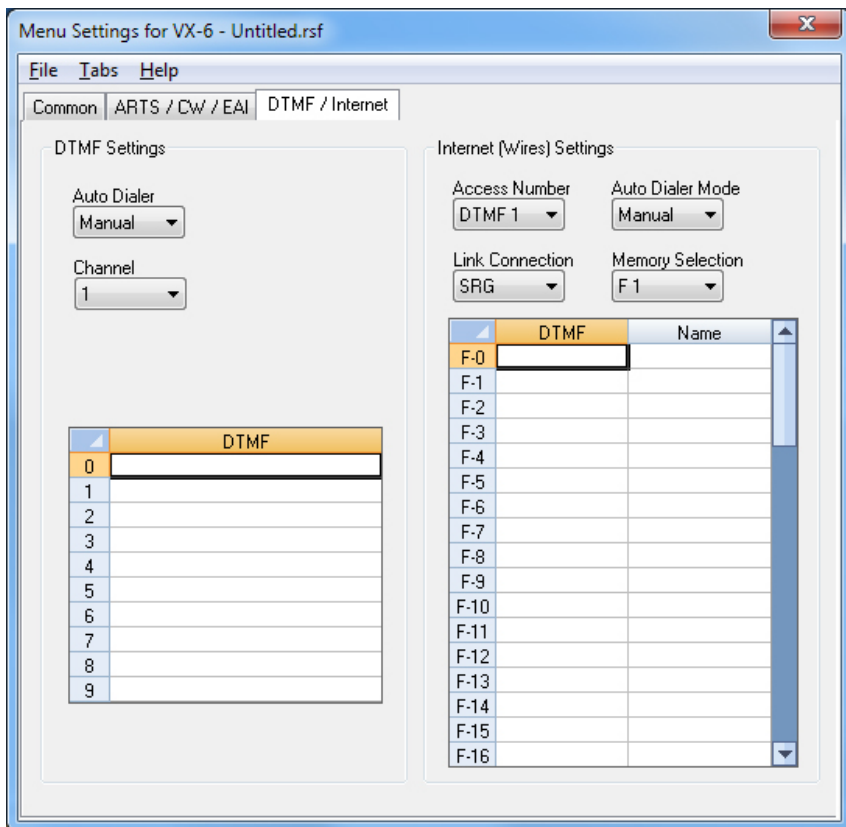 Menu Settings for VX-6 - Untitled.rsf
x
File Tabs Help
Common ARTS / CW / EAI DTMF / Internet
DTMF Settings
Auto Dialer
Manual
Channel
1
DTMF
0
1
2
3
4
5
6
7
8
9
Internet (Wires) Settings
Access Number Auto Dialer Mode
DTMF 1 Manual
Link Connection Memory Selection
SRG F 1
DTMF Name
F-0
F-1
F-2
F-3
F-4
F-5
F-6
F-7
F-8
F-9
F-10
F-11
F-12
F-13
F-14
F-15
F-16